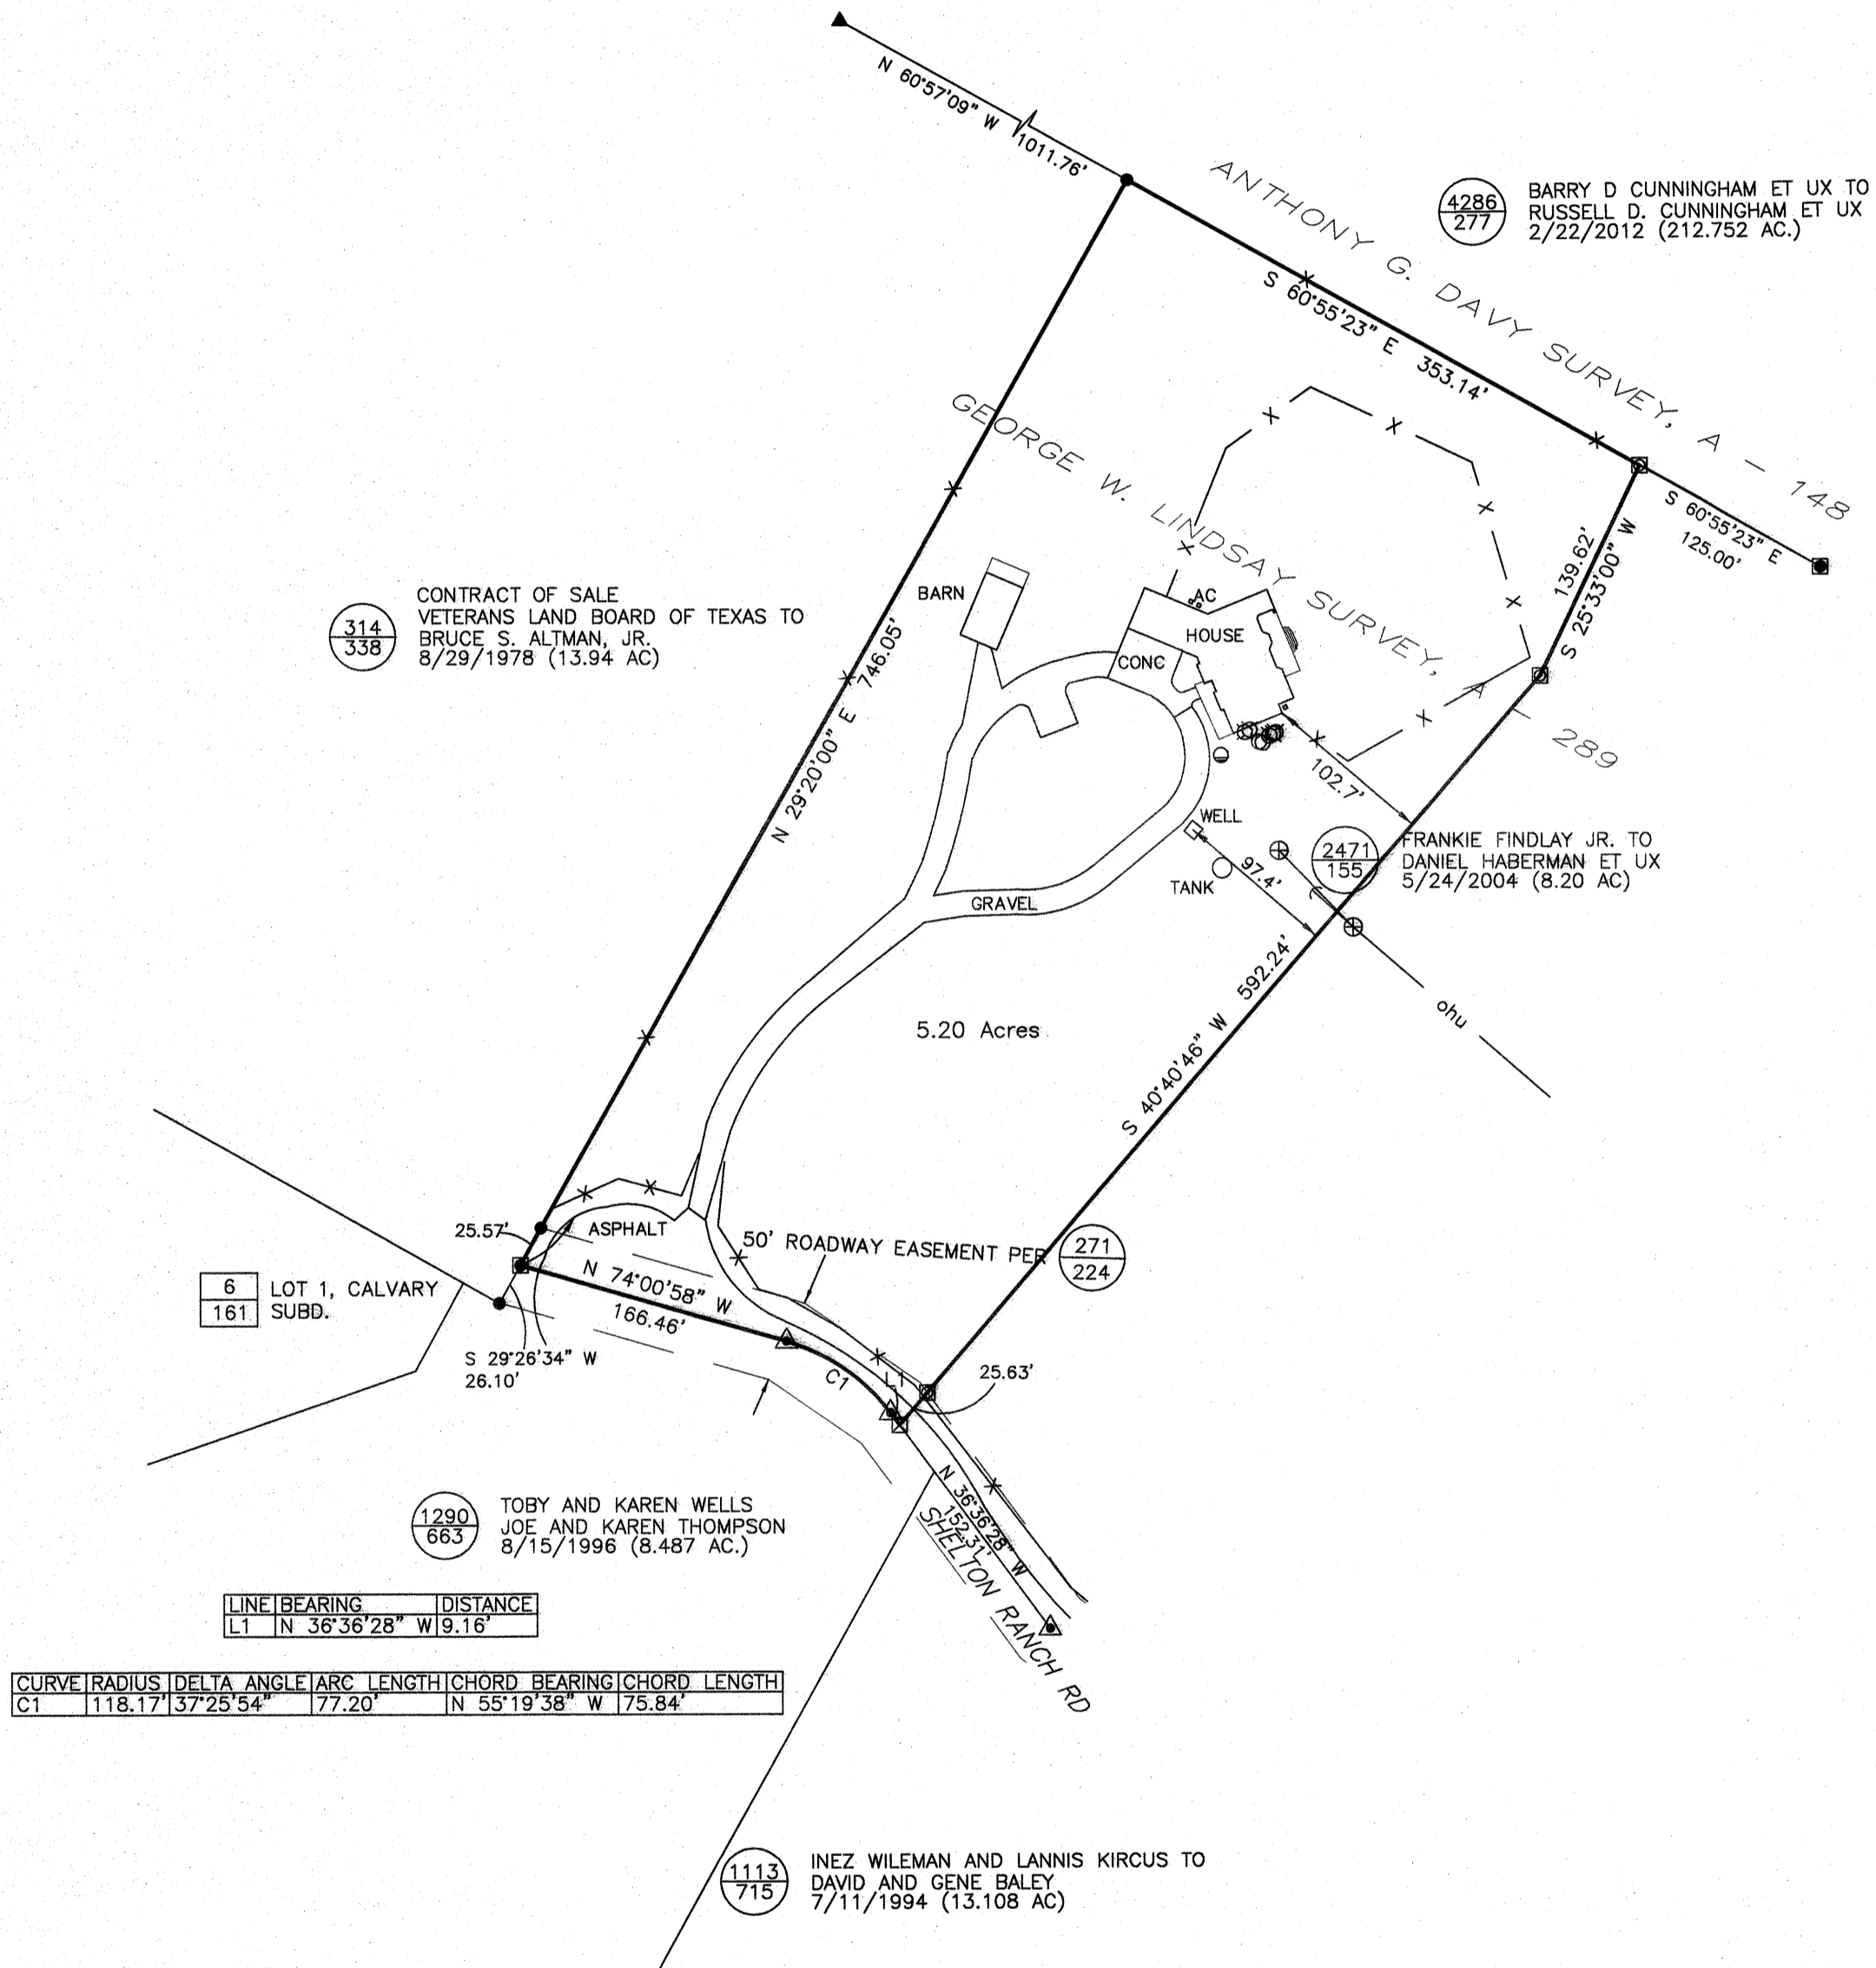 N 60°57'09" W
1011.76'
ANTHONY G. DAVY SURVEY, A - 148
4286
277
BARRY D CUNNINGHAM ET UX TO
RUSSELL D. CUNNINGHAM ET UX
2/22/2012 (212.752 AC.)
S 60°55'23" E 353.14'
GEORGE W. LINDSAY SURVEY, A - 289
S 60°55'23" E
125.00'
139.62'
S 25°33'00" W
314
338
CONTRACT OF SALE
VETERANS LAND BOARD OF TEXAS TO
BRUCE S. ALTMAN, JR.
8/29/1978 (13.94 AC)
BARN
AC
HOUSE
CONC
N 29°20'00" E 746.05'
102.7'
WELL
TANK
97.4'
2471
155
FRANKIE FINDLAY JR. TO
DANIEL HABERMAN ET UX
5/24/2004 (8.20 AC)
GRAVEL
S 40°40'46" W 592.24'
ohu
5.20 Acres
25.57'
ASPHALT
50' ROADWAY EASEMENT PER
271
224
6
161
LOT 1, CALVARY
SUBD.
N 74°00'58" W
166.46'
S 29°26'34" W
26.10'
C1
L1
25.63'
N 36°36'28" W
152.31'
SHELTON RANCH RD
1290
663
TOBY AND KAREN WELLS
JOE AND KAREN THOMPSON
8/15/1996 (8.487 AC.)
LINE BEARING DISTANCE
L1 N 36°36'28" W 9.16'
CURVE RADIUS DELTA ANGLE ARC LENGTH CHORD BEARING CHORD LENGTH
C1 118.17' 37°25'54" 77.20' N 55°19'38" W 75.84'
1113
715
INEZ WILEMAN AND LANNIS KIRCUS TO
DAVID AND GENE BALEY
7/11/1994 (13.108 AC)